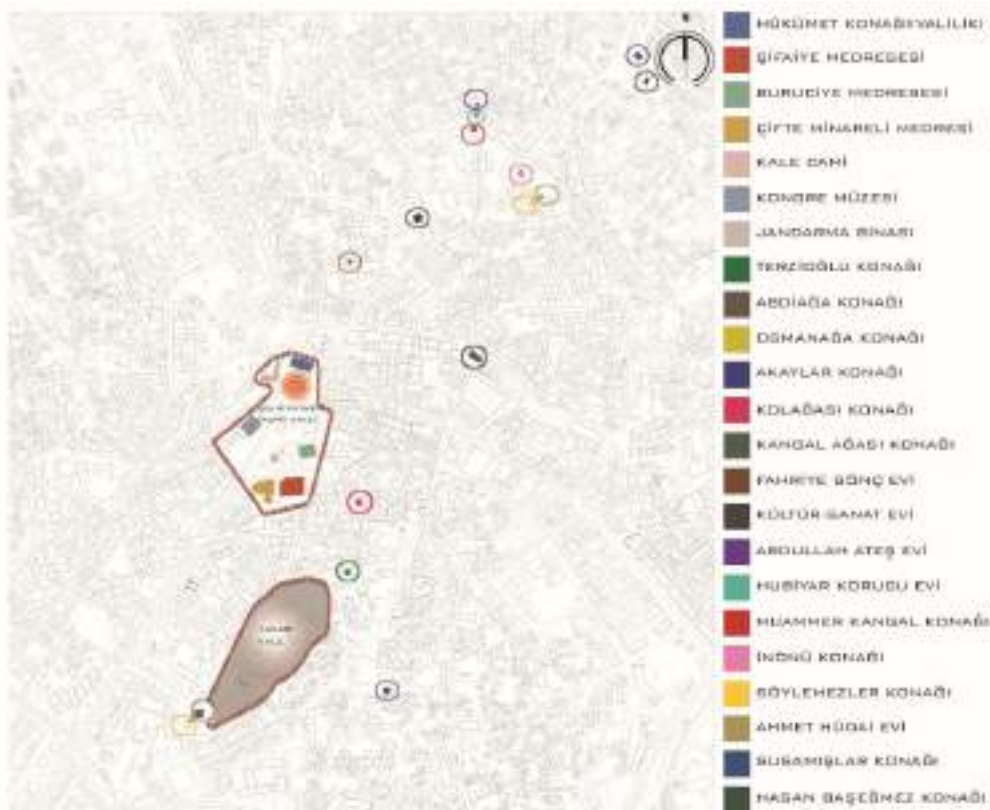 HÜKÜMET KONAĞI(VALİLİK)
ŞİFAİYE MEDRESESİ
BURUCİYE MEDRESESİ
ÇİFTE MİNARELİ MEDRESE
KALE CAMİ
KONGRE MÜZESİ
JANDARMA BİNASI
TERZİOĞLU KONAĞI
ABDİAĞA KONAĞI
OSMANAĞA KONAĞI
AKAYLAR KONAĞI
KOLAĞASI KONAĞI
KANGAL AĞASI KONAĞI
FAHRİYE GÖNÇ EVİ
KÜLTÜR-SANAT EVİ
ABDULLAH ATEŞ EVİ
HUBİYAR KORUCU EVİ
MUAMMER KANGAL KONAĞI
İNÖNÜ KONAĞI
SÖYLEMEZLER KONAĞI
AHMET HÜDAİ EVİ
SUSAMIŞLAR KONAĞI
HASAN BAŞEĞMEZ KONAĞI